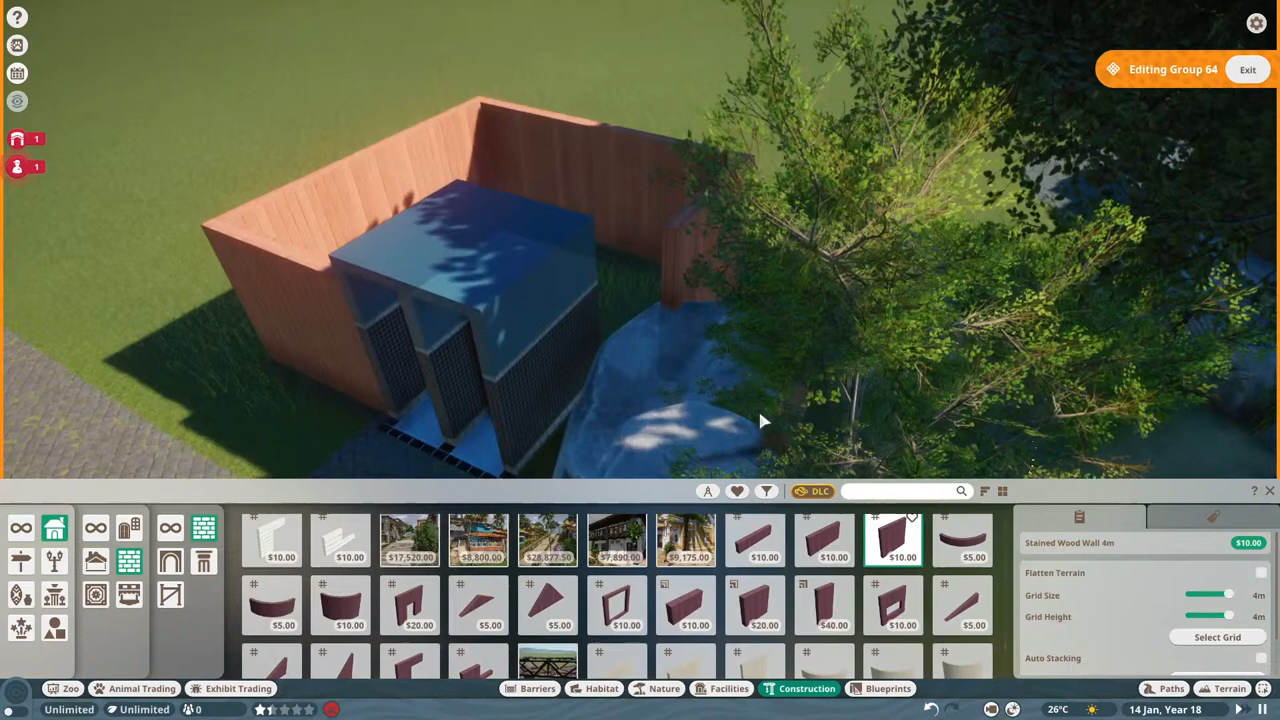 ?
Editing Group 64 Exit
1
1
DLC
?
$10.00 $10.00 $17,520.00 $8,800.00 $28,877.50 $7,890.00 $9,175.00 $10.00 $10.00 $10.00 $5.00
$5.00 $10.00 $20.00 $5.00 $5.00 $10.00 $10.00 $20.00 $40.00 $10.00 $5.00
Stained Wood Wall 4m $10.00
Flatten Terrain
Grid Size 4m
Grid Height 4m
Select Grid
Auto Stacking
Zoo Animal Trading Exhibit Trading Barriers Habitat Nature Facilities Construction Blueprints Paths Terrain
Unlimited Unlimited 0 26°C 14 Jan, Year 18